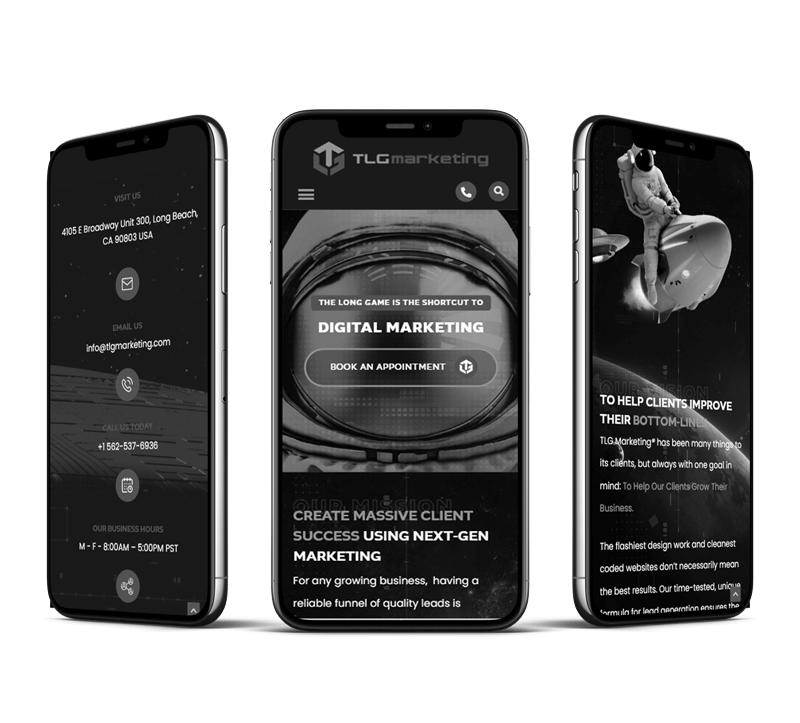 VISIT US
4105 E Broadway Unit 300, Long Beach,
CA 90803 USA
EMAIL US
info@tlgmarketing.com
CALL US TODAY
+1 562-537-6936
OUR BUSINESS HOURS
M - F - 8:00AM – 5:00PM PST
TLGmarketing
THE LONG GAME IS THE SHORTCUT TO
DIGITAL MARKETING
BOOK AN APPOINTMENT
OUR MISSION
CREATE MASSIVE CLIENT
SUCCESS USING NEXT-GEN
MARKETING
For any growing business, having a
reliable funnel of quality leads is
OUR MISSION
TO HELP CLIENTS IMPROVE
THEIR BOTTOM-LINE.
TLG Marketing® has been many things to
its clients, but always with one goal in
mind: To Help Our Clients Grow Their
Business.
The flashiest design work and cleanest
coded websites don't necessarily mean
the best results. Our time-tested, unique
formula for lead generation ensures the